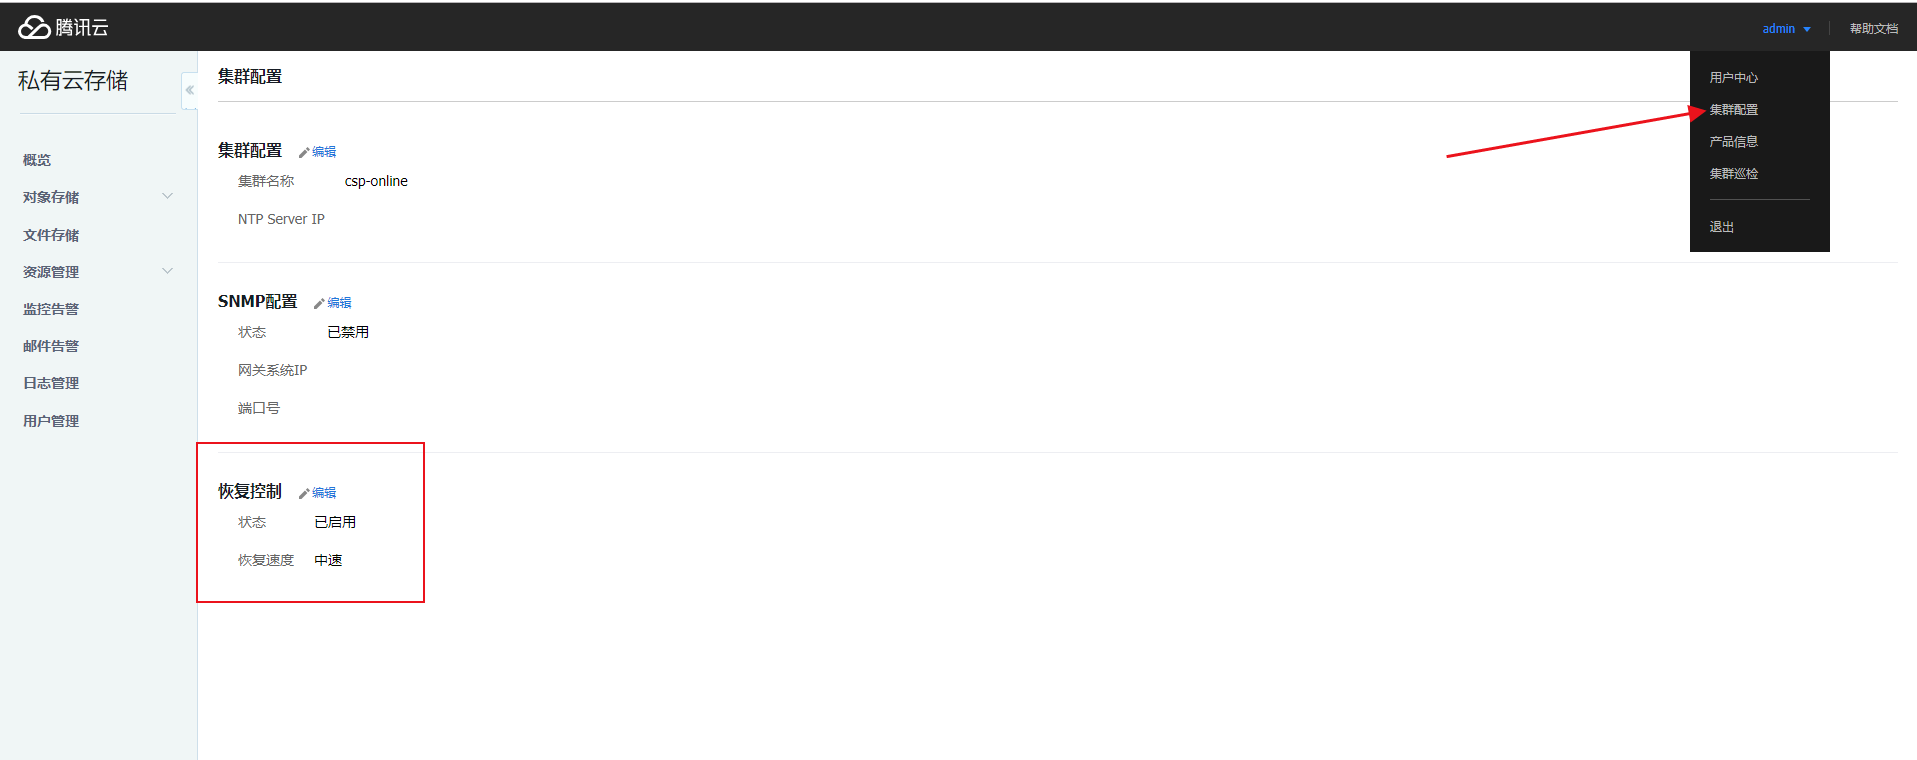 腾讯云
admin
帮助文档
私有云存储
概览
对象存储
文件存储
资源管理
监控告警
邮件告警
日志管理
用户管理
集群配置
集群配置 编辑
集群名称 csp-online
NTP Server IP
SNMP配置 编辑
状态 已禁用
网关系统IP
端口号
恢复控制 编辑
状态 已启用
恢复速度 中速
用户中心
集群配置
产品信息
集群巡检
退出